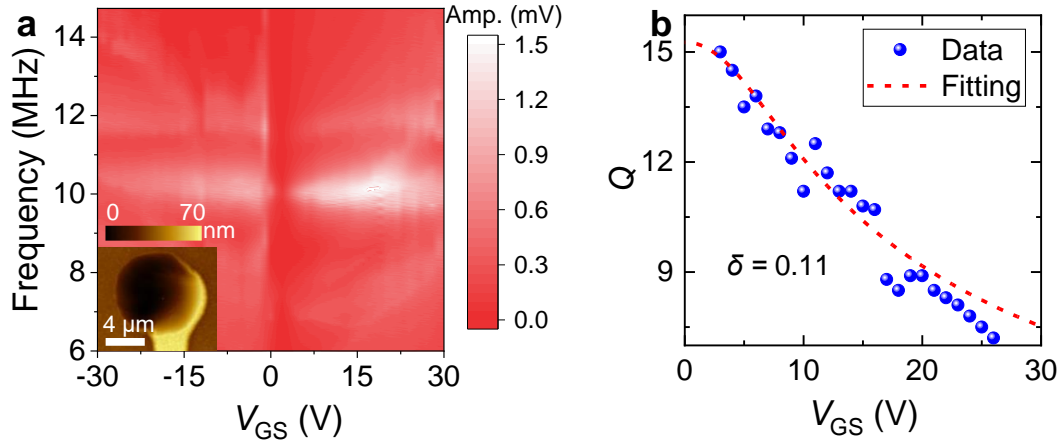 a
Amp. (mV)
14
12
10
8
6
Frequency (MHz)
-30
-15
0
15
30
V_GS (V)
1.5
1.2
0.9
0.6
0.3
0.0
0 70
nm
4 µm
b
15
12
9
Q
Data
Fitting
δ = 0.11
0
10
20
30
V_GS (V)